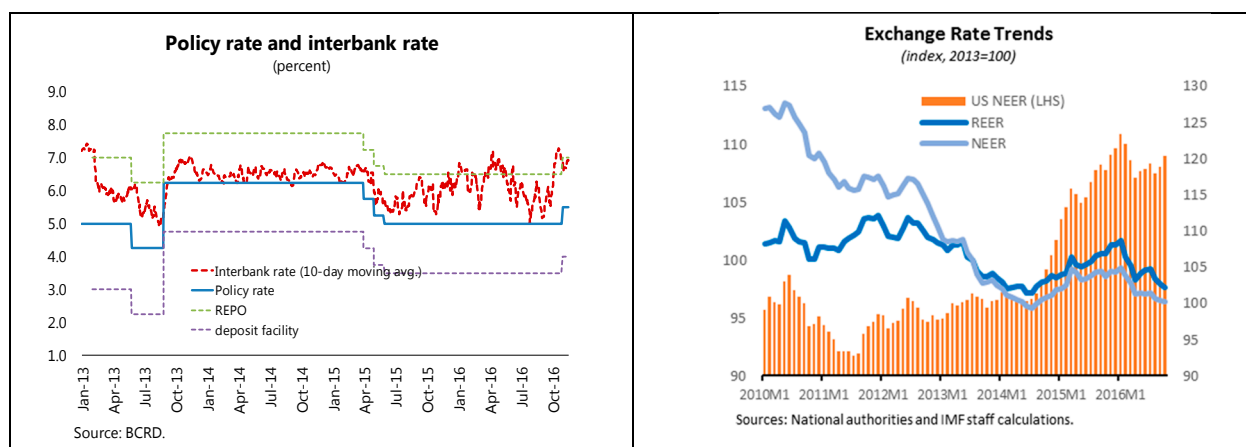 Policy rate and interbank rate
(percent)
9.0
8.0
7.0
6.0
5.0
4.0
3.0
2.0
1.0
Interbank rate (10-day moving avg.)
Policy rate
REPO
deposit facility
Jan-13
Apr-13
Jul-13
Oct-13
Jan-14
Apr-14
Jul-14
Oct-14
Jan-15
Apr-15
Jul-15
Oct-15
Jan-16
Apr-16
Jul-16
Oct-16
Source: BCRD.
Exchange Rate Trends
(index, 2013=100)
115
110
105
100
95
90
US NEER (LHS)
REER
NEER
130
125
120
115
110
105
100
95
90
2010M1
2011M1
2012M1
2013M1
2014M1
2015M1
2016M1
Sources: National authorities and IMF staff calculations.